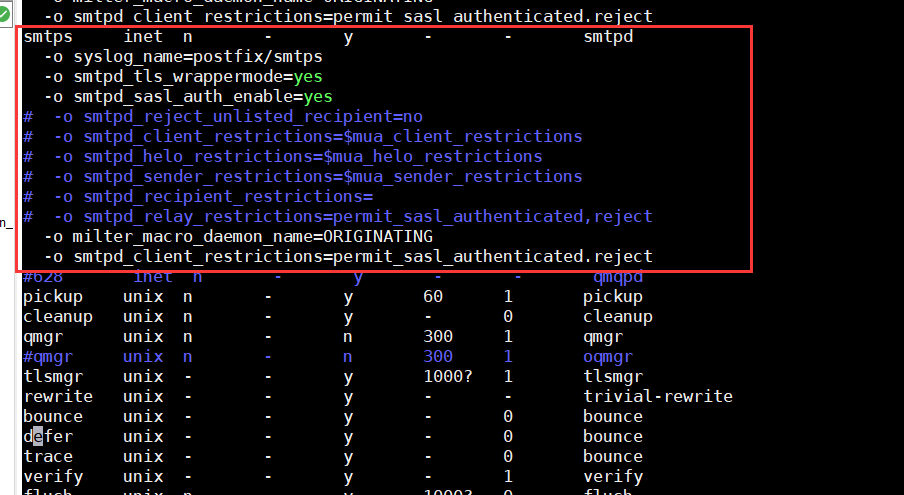 -o smtpd_client_restrictions=permit_sasl_authenticated.reject
smtps     inet  n       -       y       -       -       smtpd
  -o syslog_name=postfix/smtps
  -o smtpd_tls_wrappermode=yes
  -o smtpd_sasl_auth_enable=yes
#  -o smtpd_reject_unlisted_recipient=no
#  -o smtpd_client_restrictions=$mua_client_restrictions
#  -o smtpd_helo_restrictions=$mua_helo_restrictions
#  -o smtpd_sender_restrictions=$mua_sender_restrictions
#  -o smtpd_recipient_restrictions=
#  -o smtpd_relay_restrictions=permit_sasl_authenticated,reject
  -o milter_macro_daemon_name=ORIGINATING
  -o smtpd_client_restrictions=permit_sasl_authenticated.reject
#628       inet  n       -       y       -       -       qmqpd
pickup    unix  n       -       y       60      1       pickup
cleanup   unix  n       -       y       -       0       cleanup
qmgr      unix  n       -       n       300     1       qmgr
#qmgr     unix  n       -       n       300     1       oqmgr
tlsmgr    unix  -       -       y       1000?   1       tlsmgr
rewrite   unix  -       -       y       -       -       trivial-rewrite
bounce    unix  -       -       y       -       0       bounce
defer     unix  -       -       y       -       0       bounce
trace     unix  -       -       y       -       0       bounce
verify    unix  -       -       y       -       1       verify
flush     unix  n       -       y       1000?   0       flush